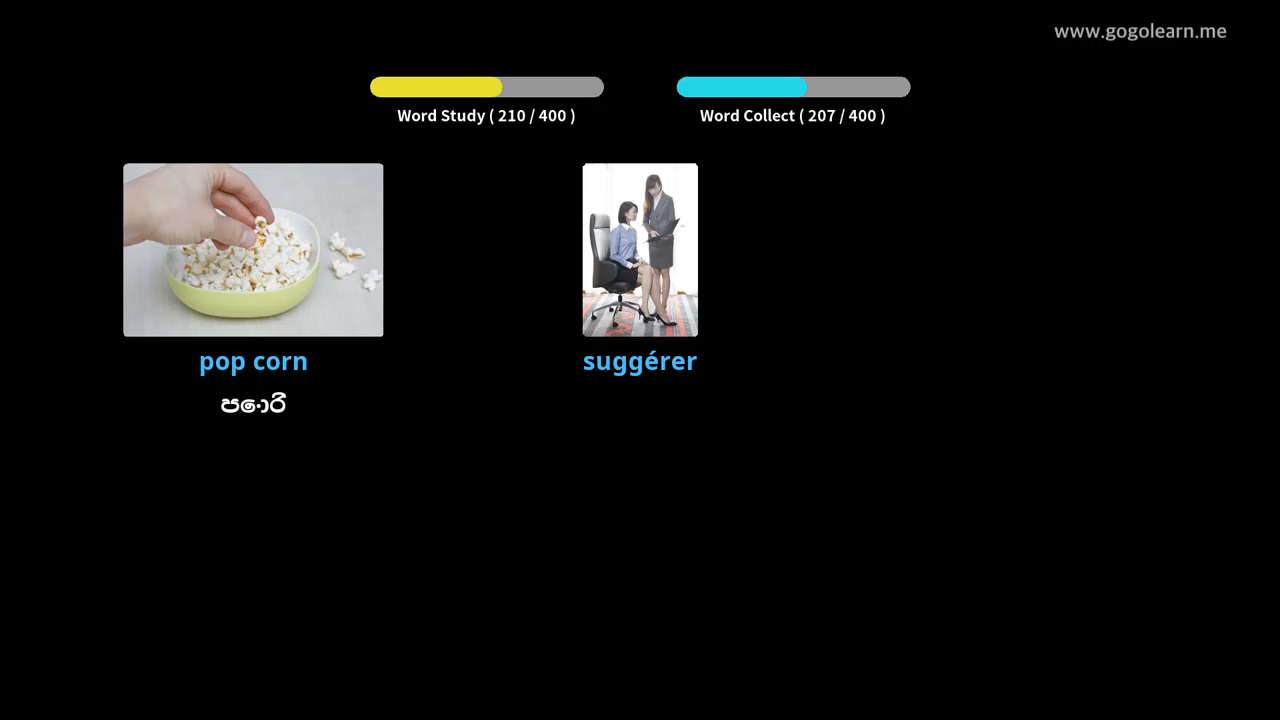 www.gogolearn.me
Word Study ( 210 / 400 )
Word Collect ( 207 / 400 )
pop corn
suggérer
පොරි